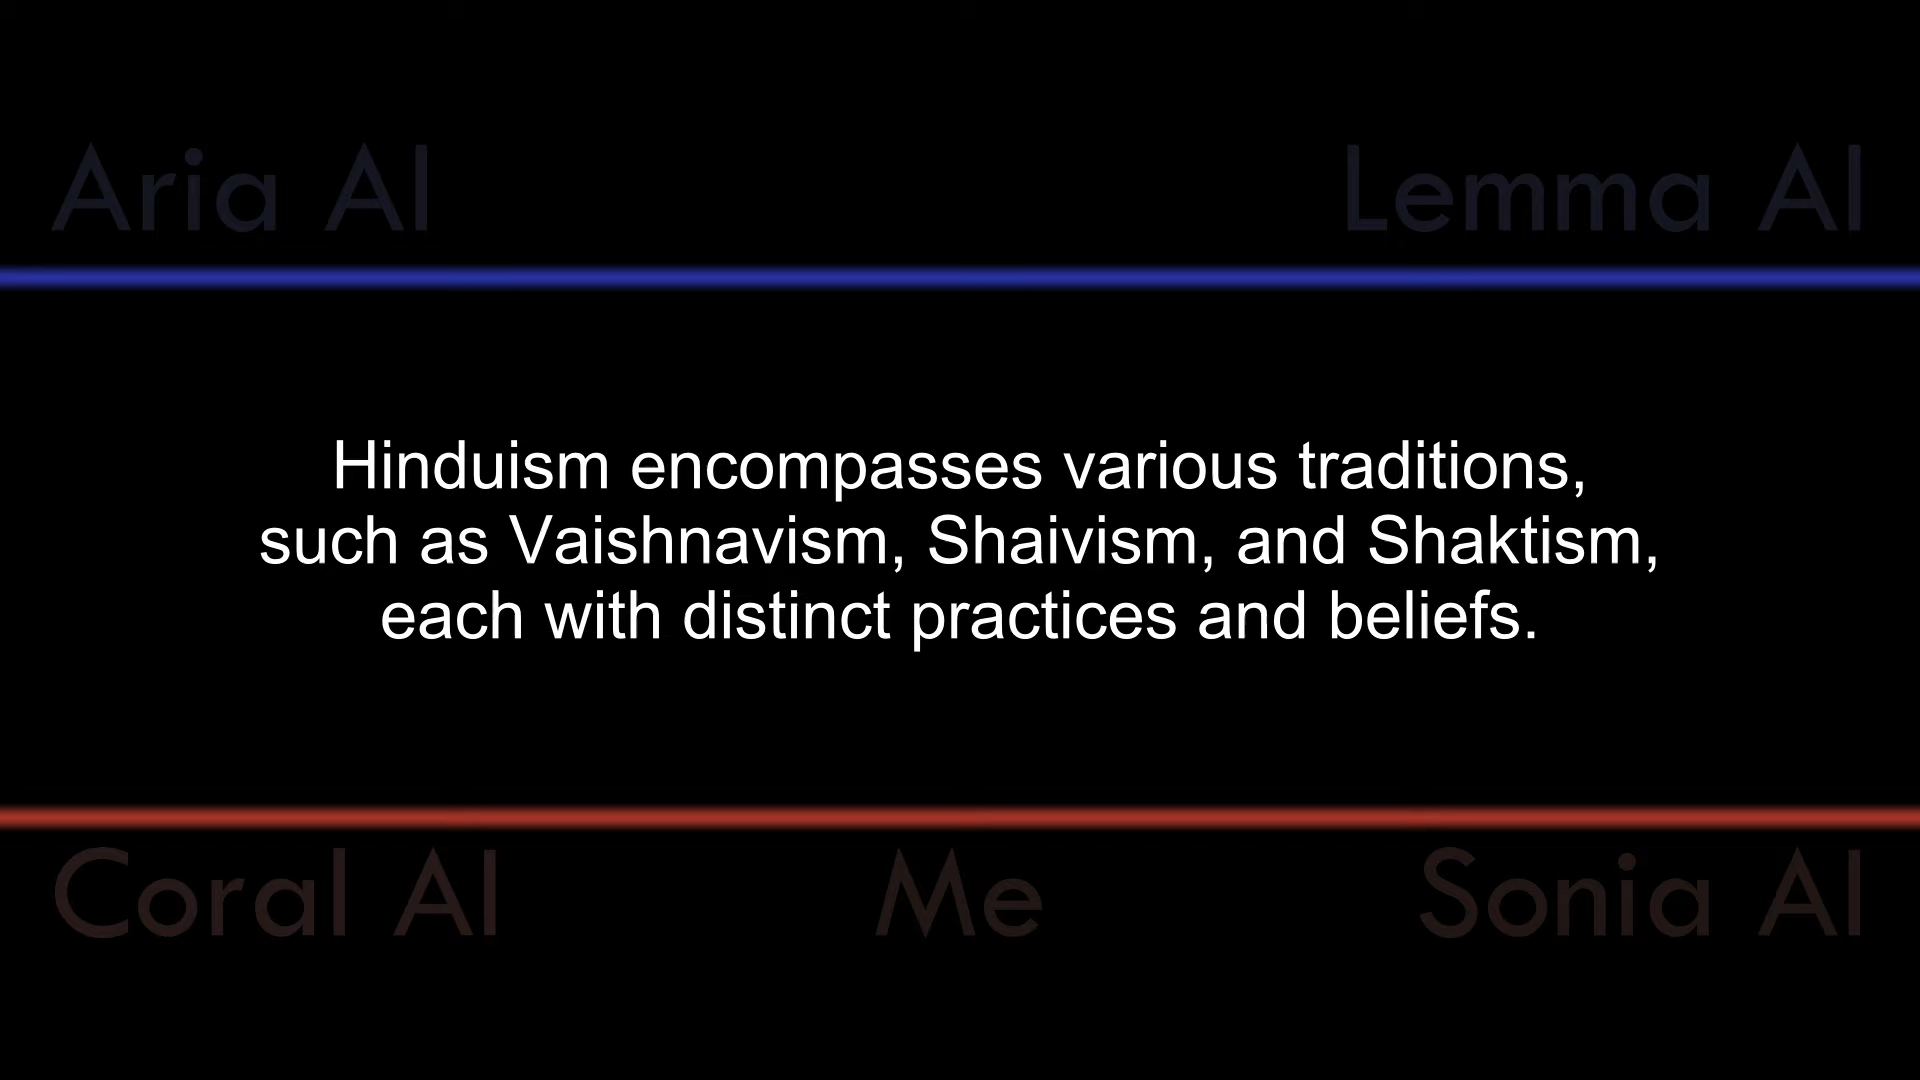 Aria AI
Lemma AI
Hinduism encompasses various traditions,
such as Vaishnavism, Shaivism, and Shaktism,
each with distinct practices and beliefs.
Coral AI
Me
Sonia AI